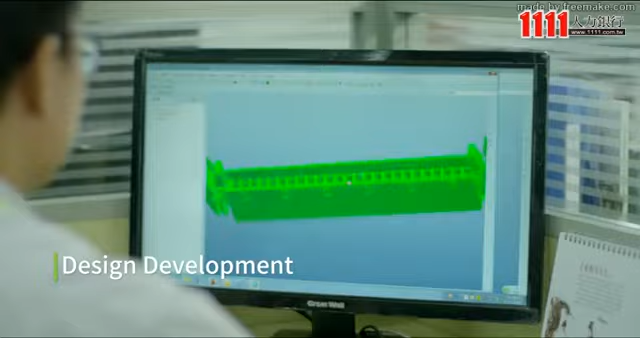 made by freemake.com
1111人力銀行
www.1111.com.tw
Design Development
Great Wall